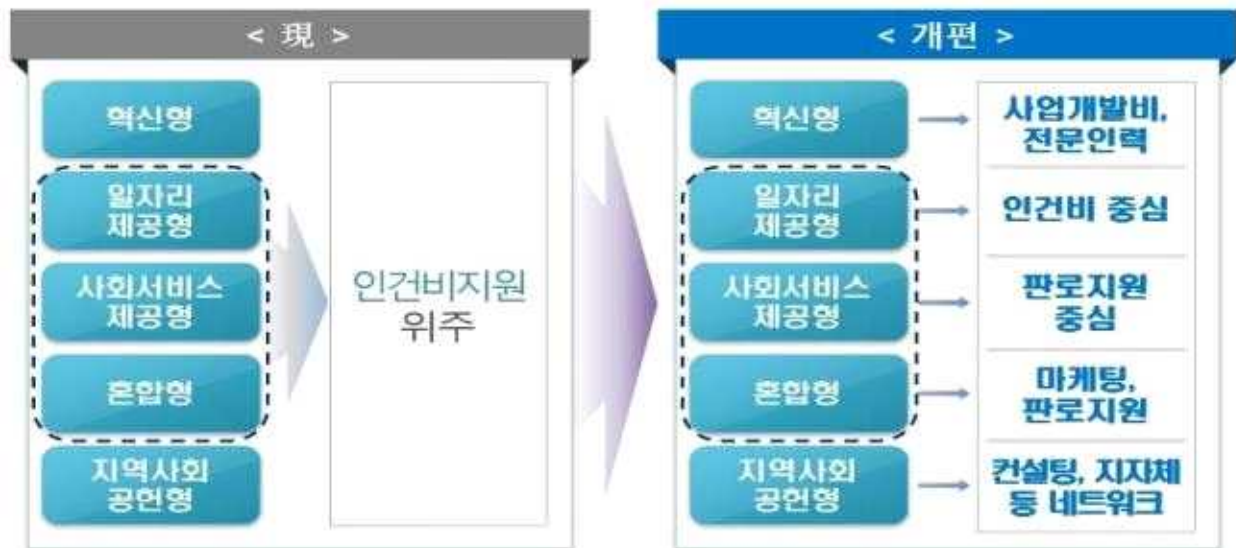 < 現 >
혁신형
일자리
제공형
사회서비스
제공형
혼합형
지역사회
공헌형
인건비지원
위주
< 개편 >
혁신형
사업개발비,
전문인력
일자리
제공형
인건비 중심
사회서비스
제공형
판로지원
중심
혼합형
마케팅,
판로지원
지역사회
공헌형
컨설팅, 지자체
등 네트워크